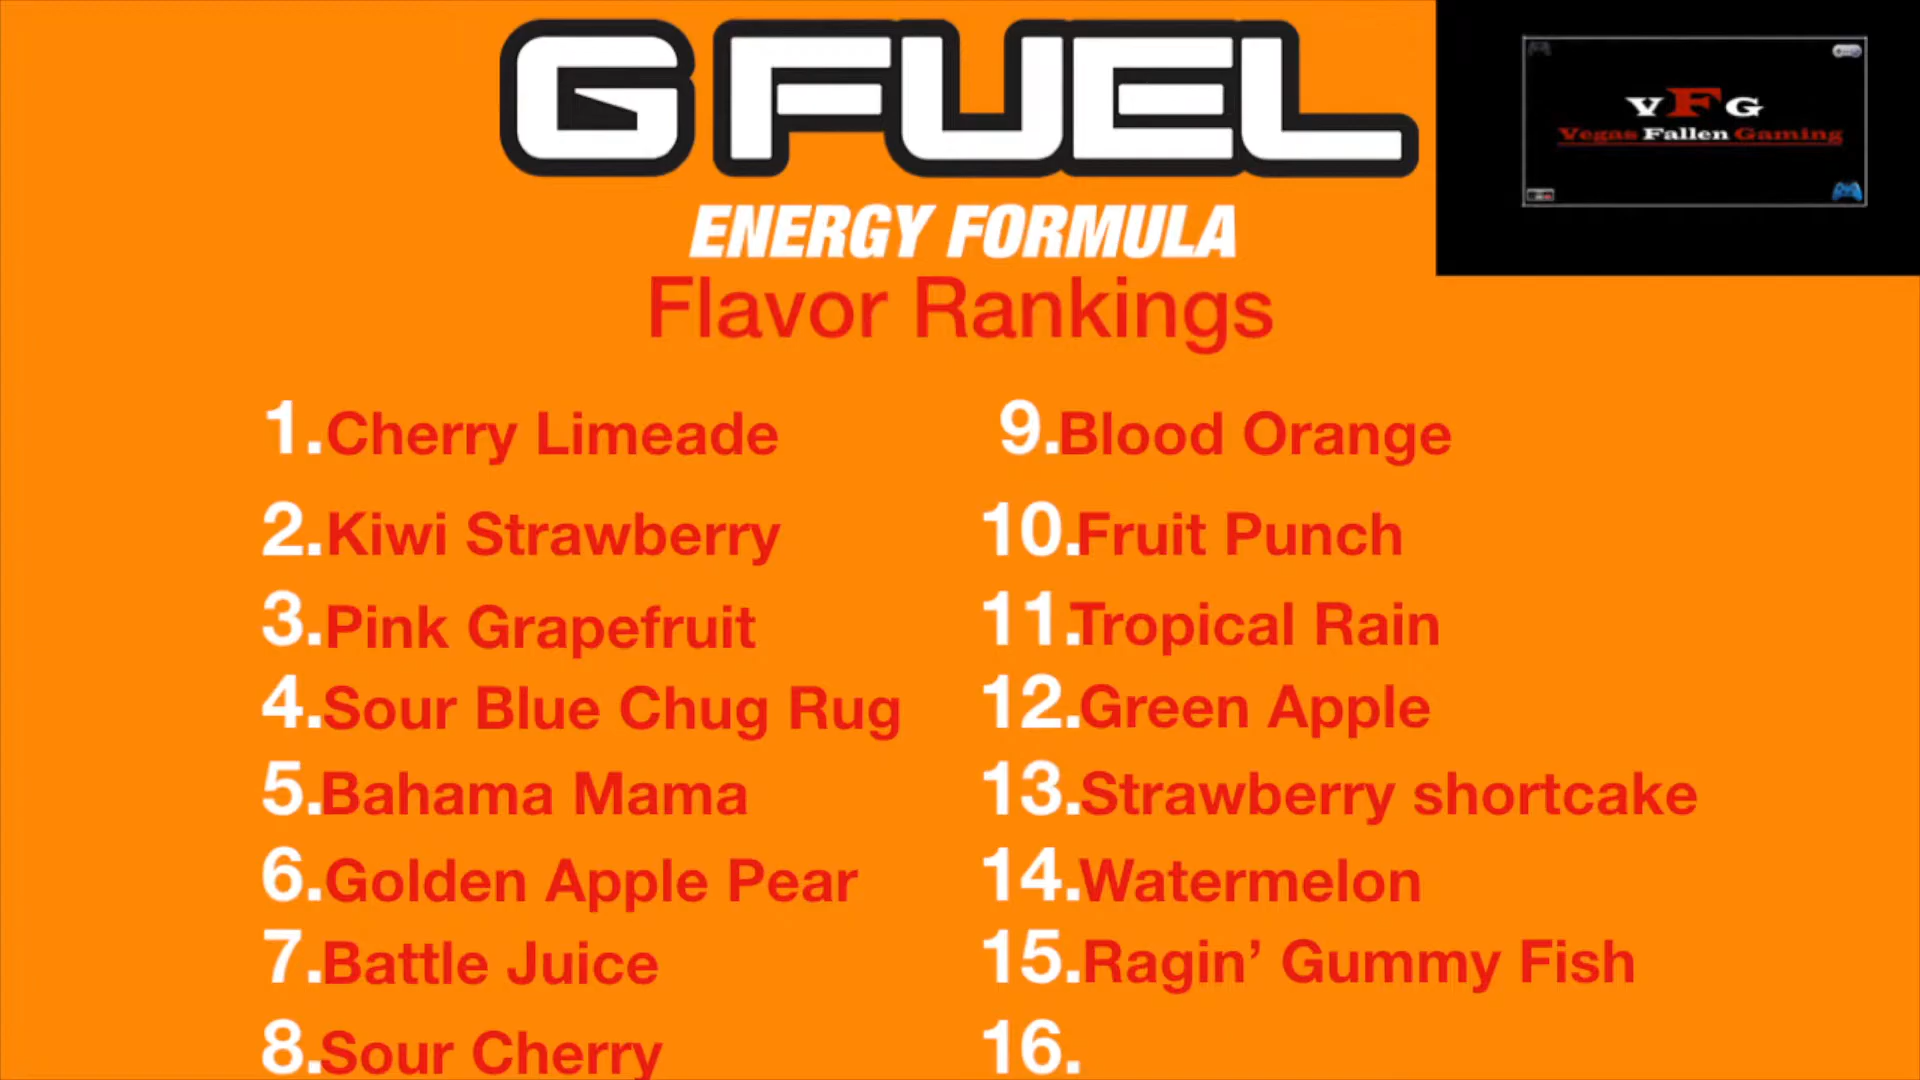 G FUEL
ENERGY FORMULA
Flavor Rankings
VFG
Vegas Fallen Gaming
1.Cherry Limeade
2.Kiwi Strawberry
3.Pink Grapefruit
4.Sour Blue Chug Rug
5.Bahama Mama
6.Golden Apple Pear
7.Battle Juice
8.Sour Cherry
9.Blood Orange
10.Fruit Punch
11.Tropical Rain
12.Green Apple
13.Strawberry shortcake
14.Watermelon
15.Ragin’ Gummy Fish
16.